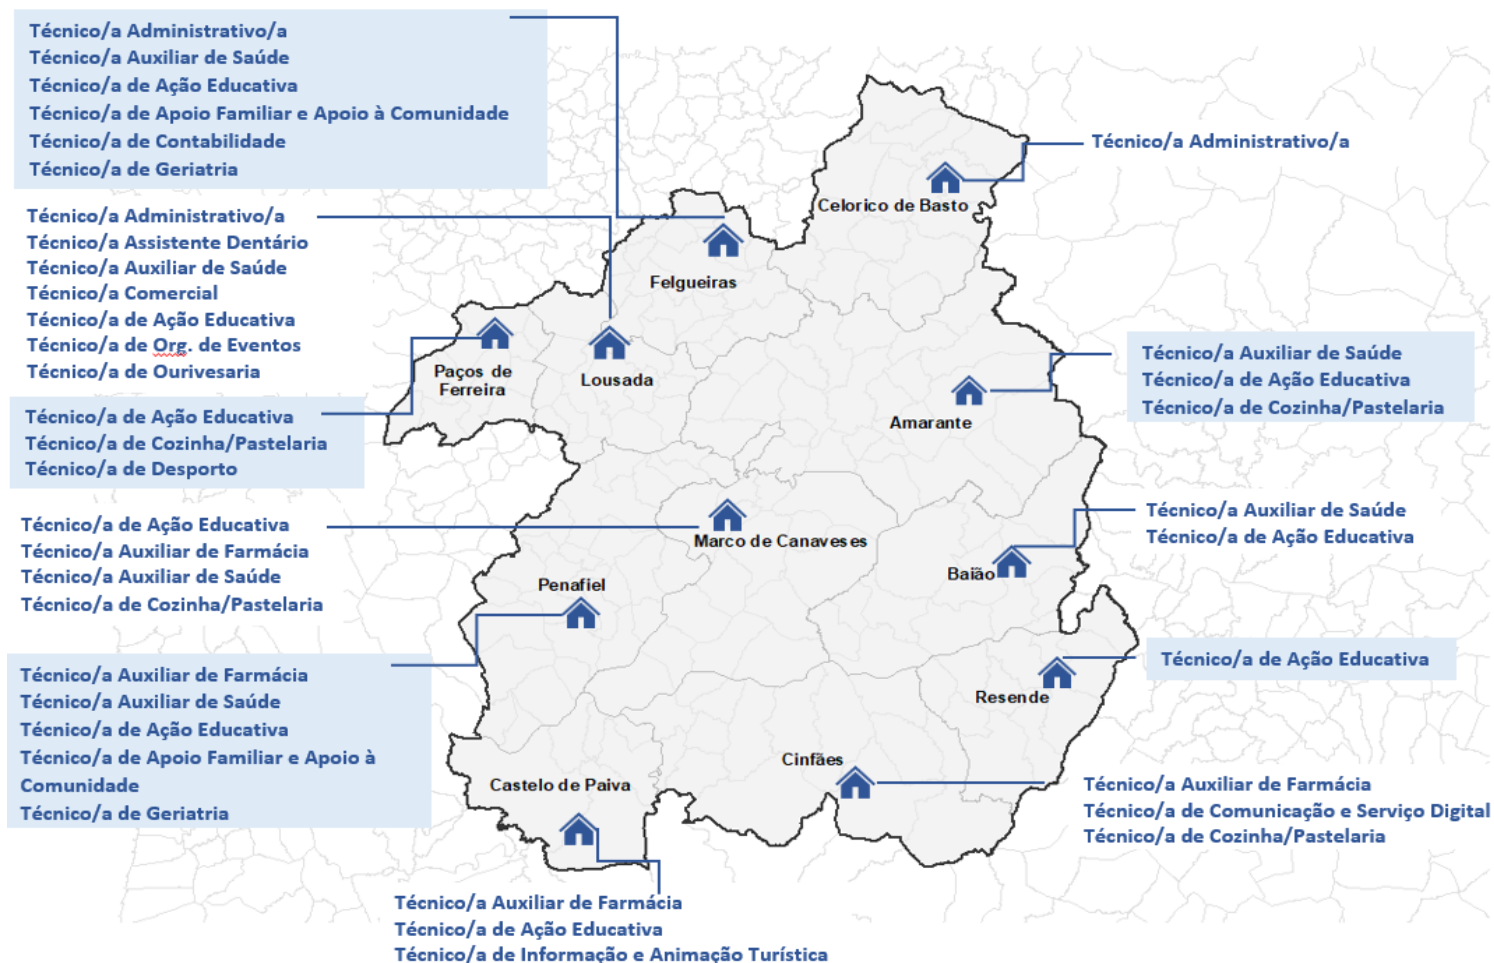 Técnico/a Administrativo/a
Técnico/a Auxiliar de Saúde
Técnico/a de Ação Educativa
Técnico/a de Apoio Familiar e Apoio à Comunidade
Técnico/a de Contabilidade
Técnico/a de Geriatria
Técnico/a Administrativo/a
Celorico de Basto
Felgueiras
Técnico/a Administrativo/a
Técnico/a Assistente Dentário
Técnico/a Auxiliar de Saúde
Técnico/a Comercial
Técnico/a de Ação Educativa
Técnico/a de Org. de Eventos
Técnico/a de Ourivesaria
Lousada
Paços de
Ferreira
Técnico/a de Ação Educativa
Técnico/a de Cozinha/Pastelaria
Técnico/a de Desporto
Amarante
Técnico/a Auxiliar de Saúde
Técnico/a de Ação Educativa
Técnico/a de Cozinha/Pastelaria
Técnico/a de Ação Educativa
Técnico/a Auxiliar de Farmácia
Técnico/a Auxiliar de Saúde
Técnico/a de Cozinha/Pastelaria
Marco de Canaveses
Baião
Técnico/a Auxiliar de Saúde
Técnico/a de Ação Educativa
Penafiel
Técnico/a Auxiliar de Farmácia
Técnico/a Auxiliar de Saúde
Técnico/a de Ação Educativa
Técnico/a de Apoio Familiar e Apoio à
Comunidade
Técnico/a de Geriatria
Resende
Técnico/a de Ação Educativa
Cinfães
Técnico/a Auxiliar de Farmácia
Técnico/a de Comunicação e Serviço Digital
Técnico/a de Cozinha/Pastelaria
Castelo de Paiva
Técnico/a Auxiliar de Farmácia
Técnico/a de Ação Educativa
Técnico/a de Informação e Animação Turística